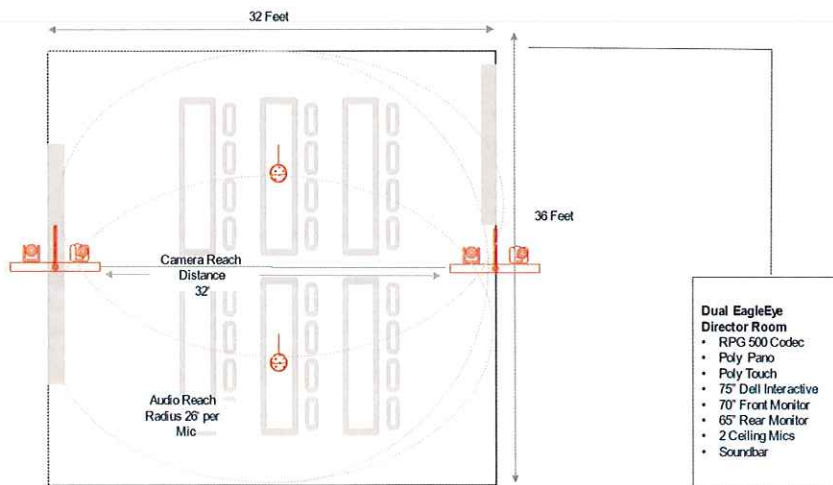 32 Feet
36 Feet
Camera Reach
Distance
32'
Audio Reach
Radius 26' per
Mic
Dual EagleEye
Director Room
• RPG 500 Codec
• Poly Pano
• Poly Touch
• 75" Dell Interactive
• 70" Front Monitor
• 65" Rear Monitor
• 2 Ceiling Mics
• Soundbar